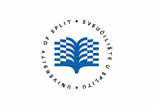 UNIVERSITY OF SPLIT • SVEUČILIŠTE U SPLITU •